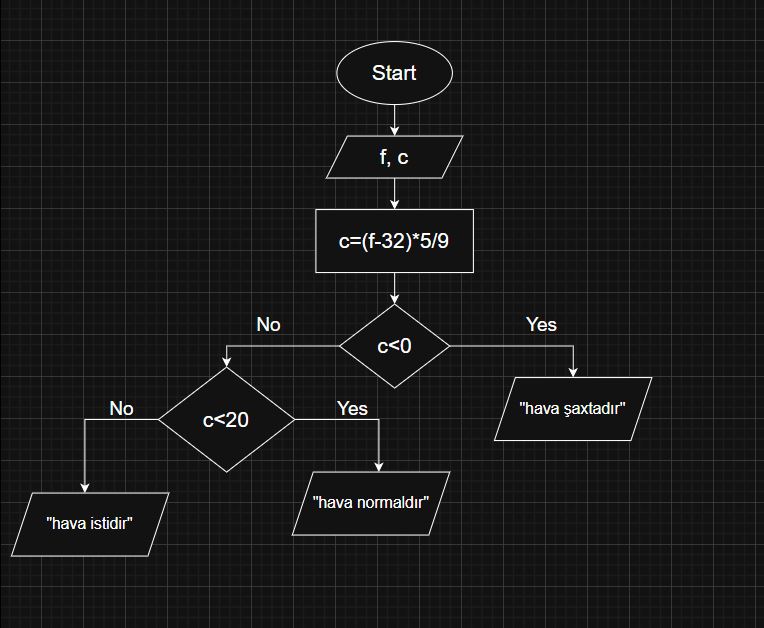 Start
f, c
c=(f-32)*5/9
c<0
No
Yes
"hava şaxtadır"
c<20
No
Yes
"hava normaldır"
"hava istidir"